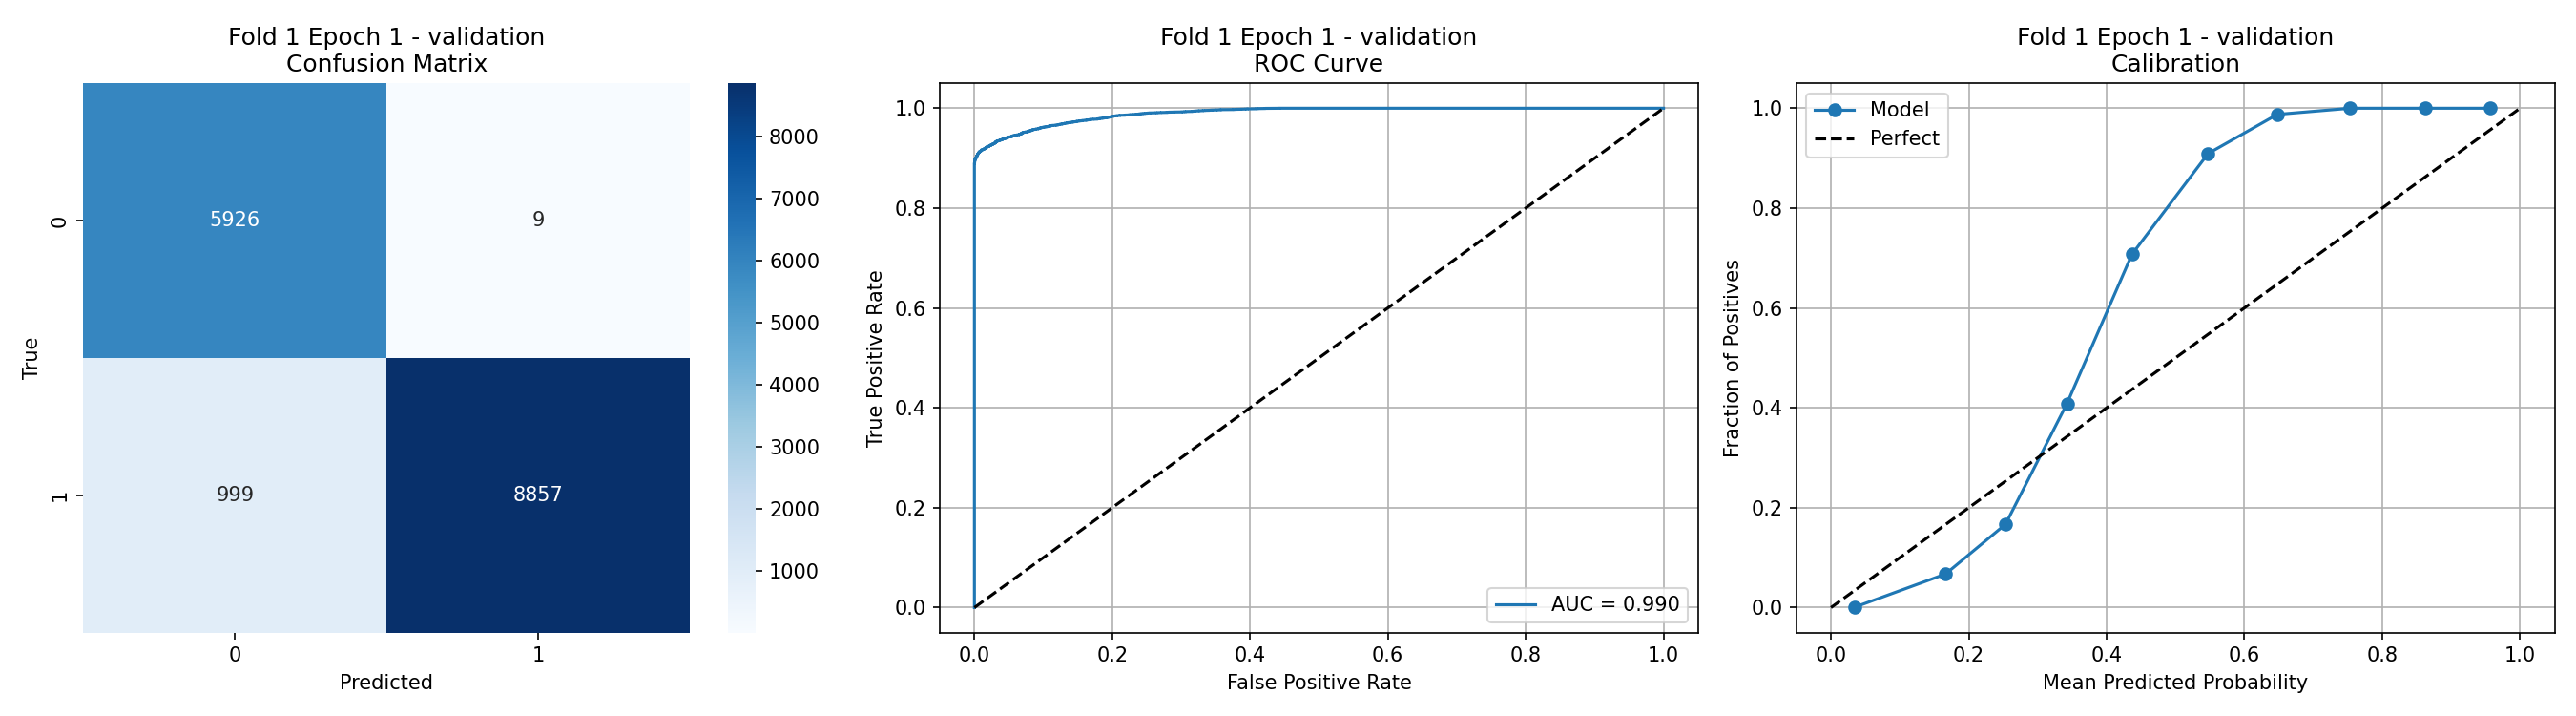 Fold 1 Epoch 1 - validation
Confusion Matrix
True
0
1
5926
9
999
8857
0
1
Predicted
8000
7000
6000
5000
4000
3000
2000
1000
Fold 1 Epoch 1 - validation
ROC Curve
True Positive Rate
1.0
0.8
0.6
0.4
0.2
0.0
AUC = 0.990
0.0
0.2
0.4
0.6
0.8
1.0
False Positive Rate
Fold 1 Epoch 1 - validation
Calibration
Fraction of Positives
1.0
0.8
0.6
0.4
0.2
0.0
Model
Perfect
0.0
0.2
0.4
0.6
0.8
1.0
Mean Predicted Probability